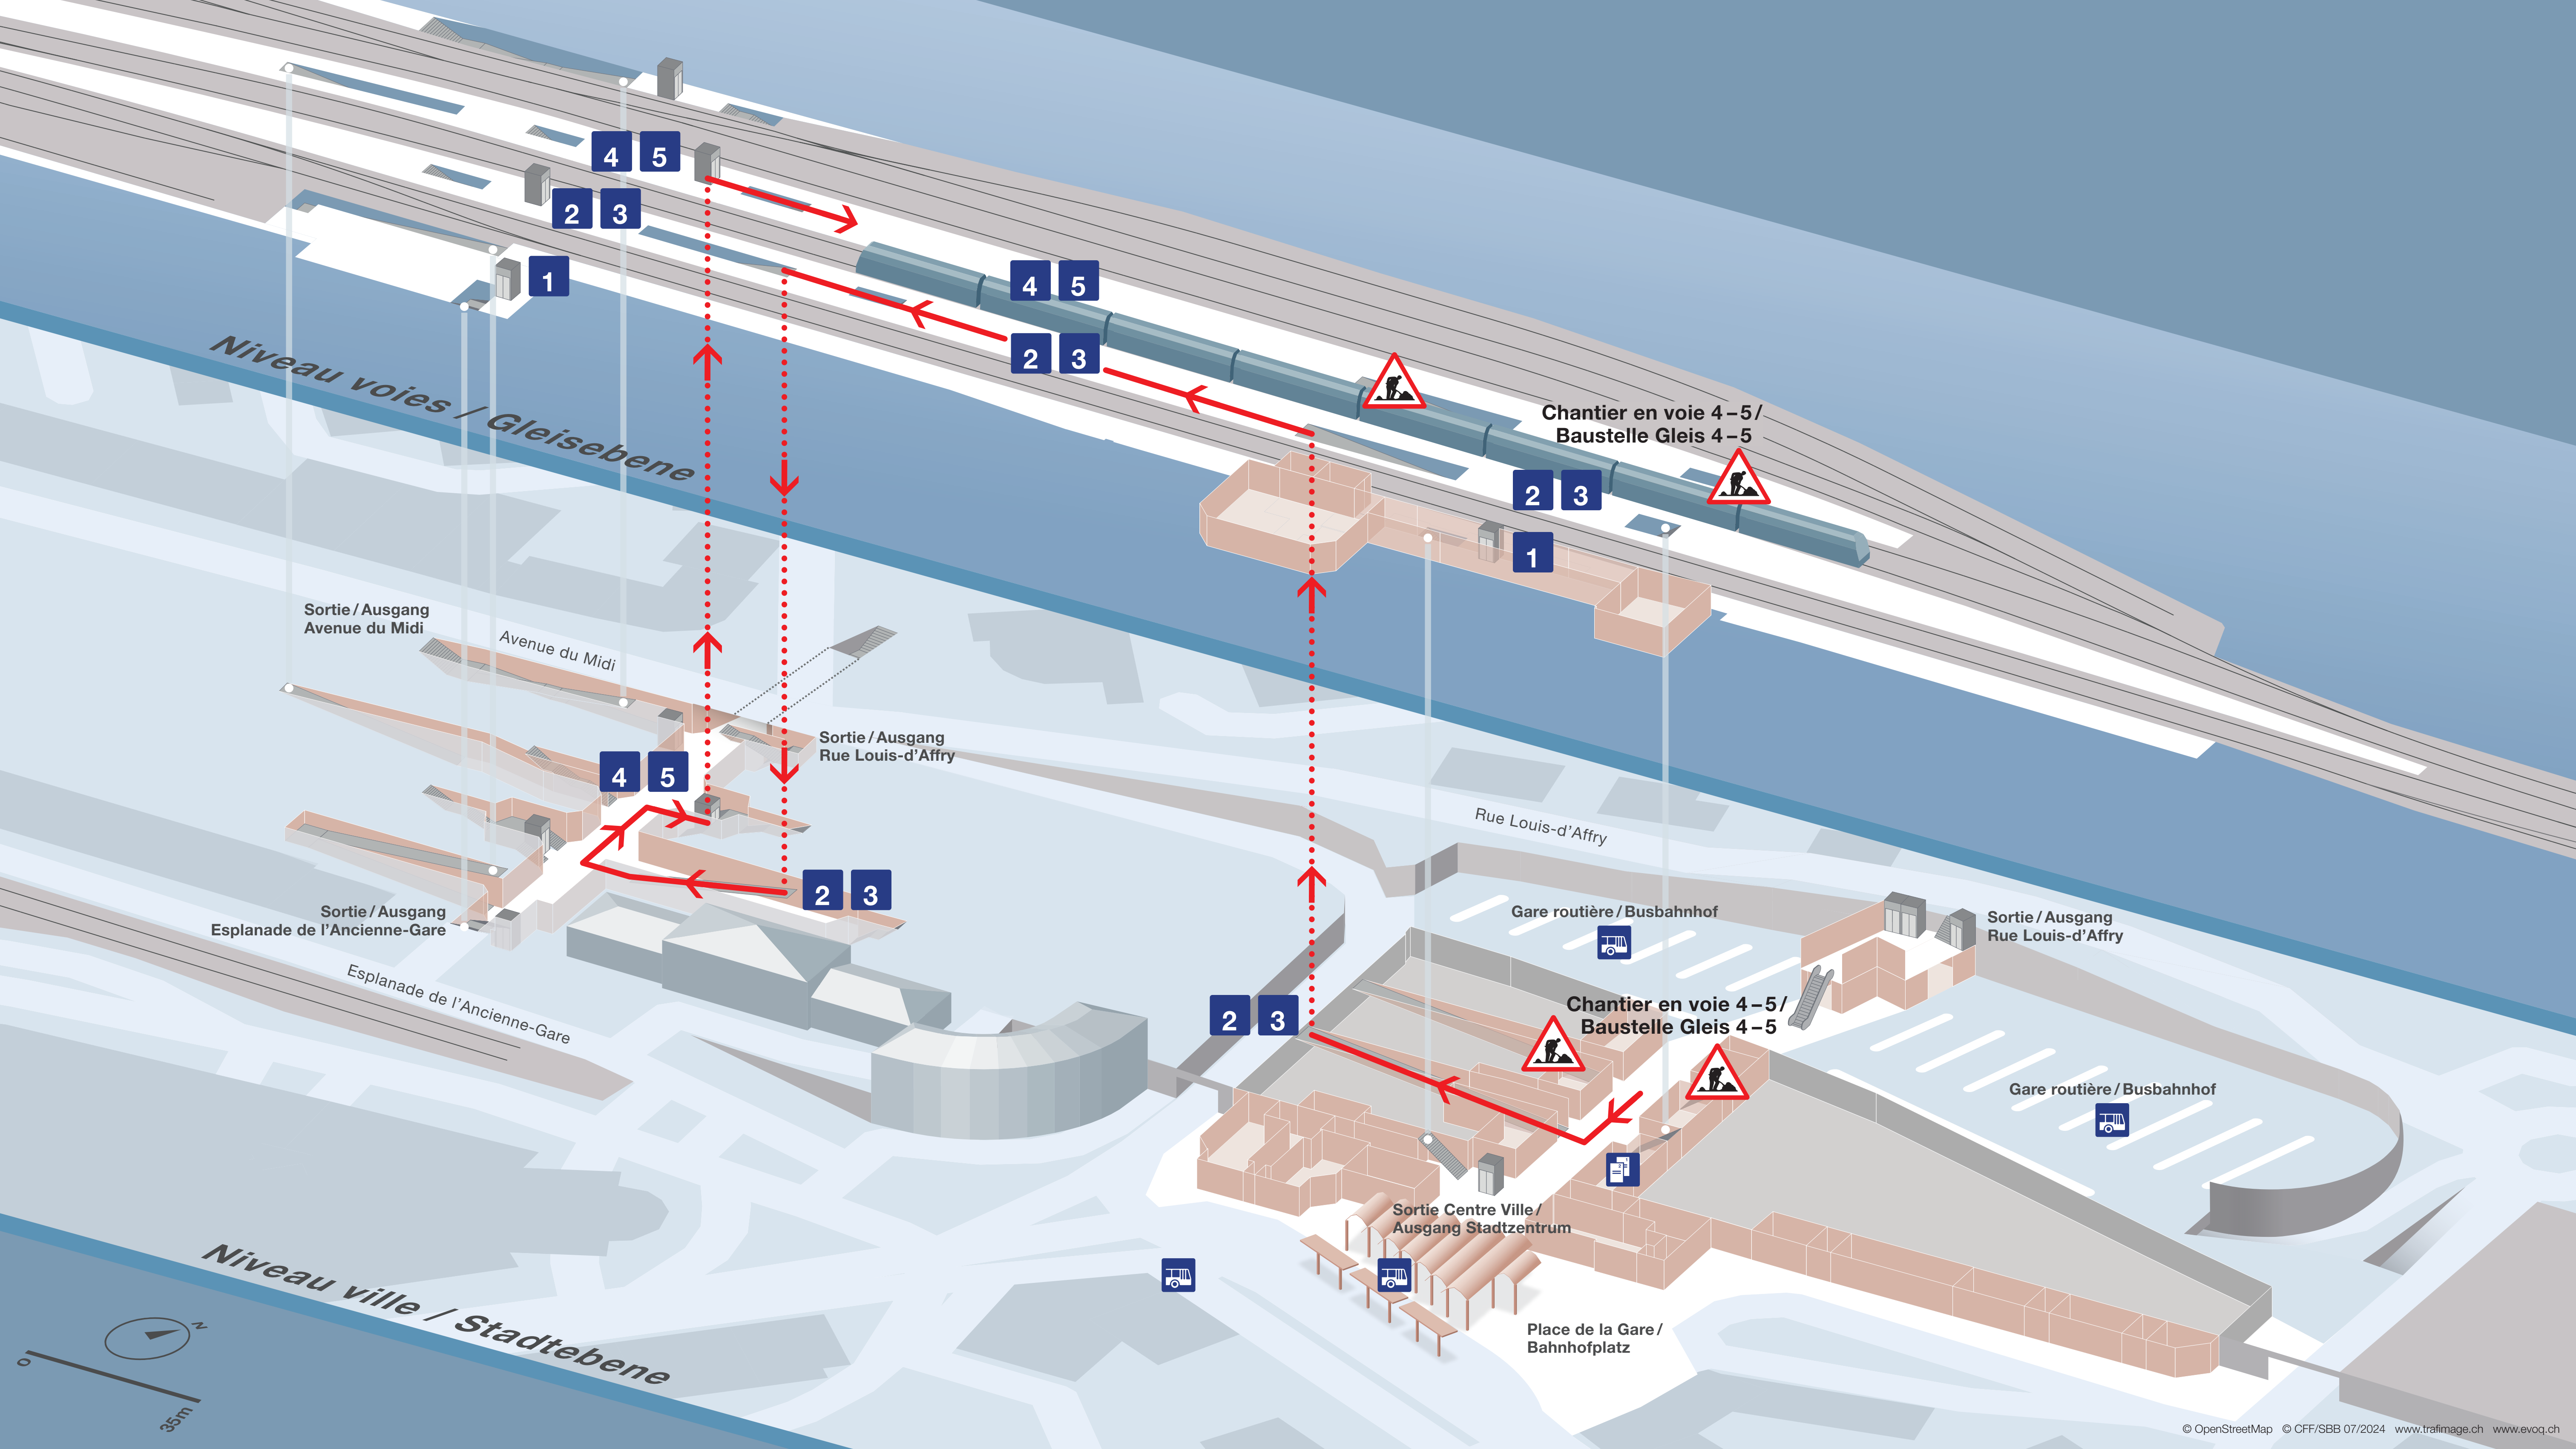 4 5
2 3
1
4 5
2 3
Niveau voies / Gleisebene
Chantier en voie 4 – 5 /
Baustelle Gleis 4 – 5
2 3
1
Sortie / Ausgang
Avenue du Midi
Avenue du Midi
Sortie / Ausgang
Rue Louis-d’Affry
4 5
2 3
Sortie / Ausgang
Esplanade de l’Ancienne-Gare
Esplanade de l’Ancienne-Gare
Rue Louis-d’Affry
Gare routière / Busbahnhof
Sortie / Ausgang
Rue Louis-d’Affry
2 3
Chantier en voie 4 – 5 /
Baustelle Gleis 4 – 5
Gare routière / Busbahnhof
Sortie Centre Ville /
Ausgang Stadtzentrum
Place de la Gare /
Bahnhofplatz
Niveau ville / Stadtebene
N
0
35m
© OpenStreetMap © CFF/SBB 07/2024 www.trafimage.ch www.evoq.ch